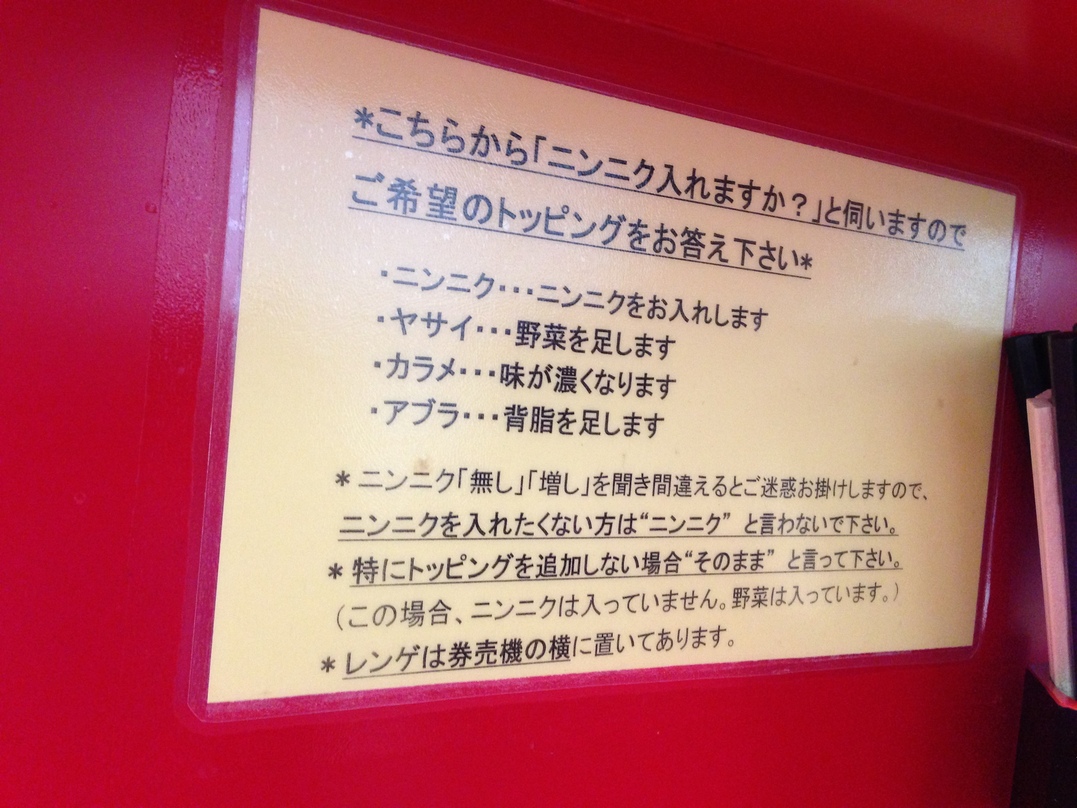 *こちらから「ニンニク入れますか？」と伺いますので
ご希望のトッピングをお答え下さい*
・ニンニク・・・ニンニクをお入れします
・ヤサイ・・・野菜を足します
・カラメ・・・味が濃くなります
・アブラ・・・背脂を足します
* ニンニク「無し」「増し」を聞き間違えるとご迷惑お掛けしますので、
ニンニクを入れたくない方は“ニンニク” と言わないで下さい。
* 特にトッピングを追加しない場合“そのまま” と言って下さい。
（この場合、ニンニクは入っていません。野菜は入っています。）
* レンゲは券売機の横に置いてあります。